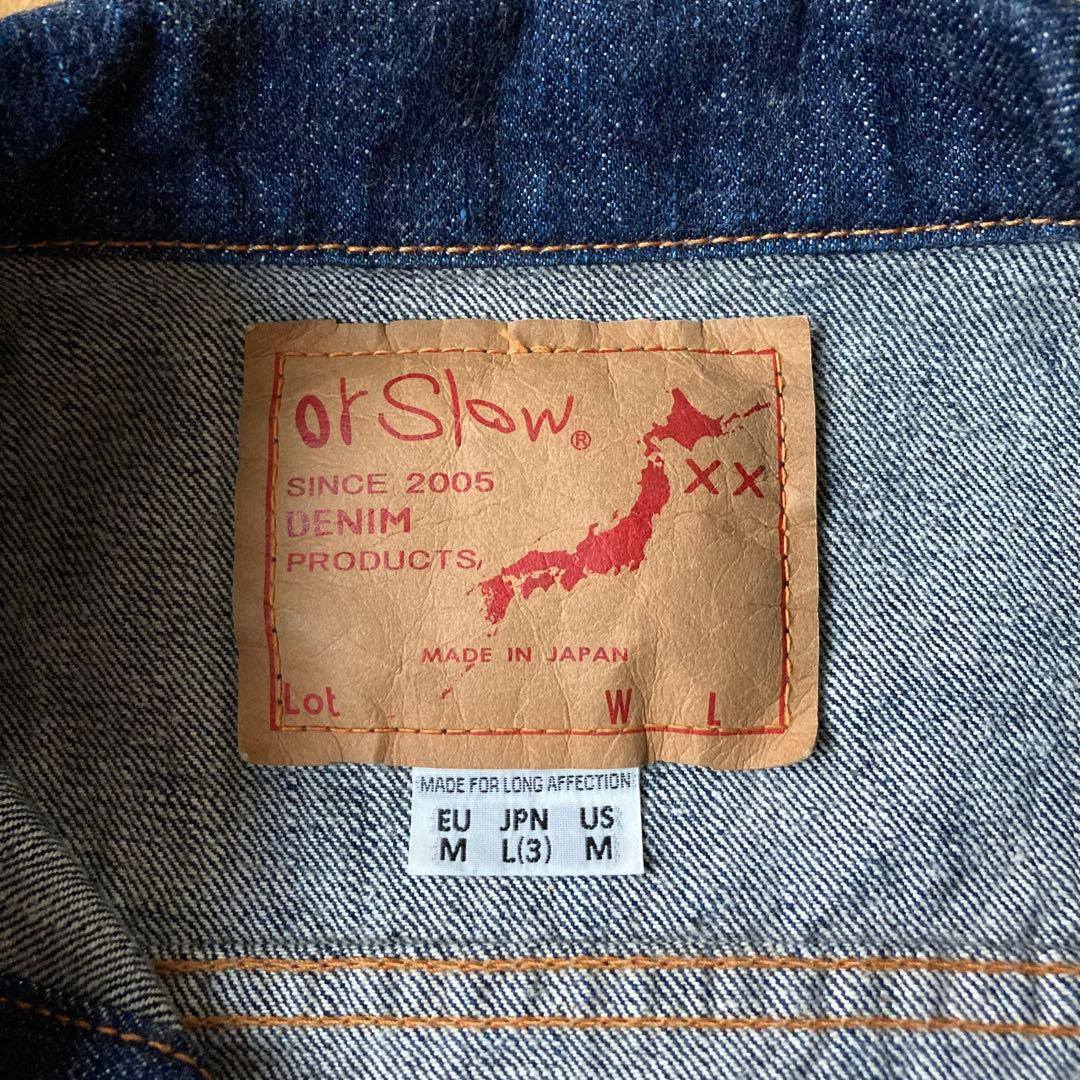 orSlow®
SINCE 2005
DENIM
PRODUCTS,
XX
MADE IN JAPAN
Lot W L
MADE FOR LONG AFFECTION
EU JPN US
M L(3) M